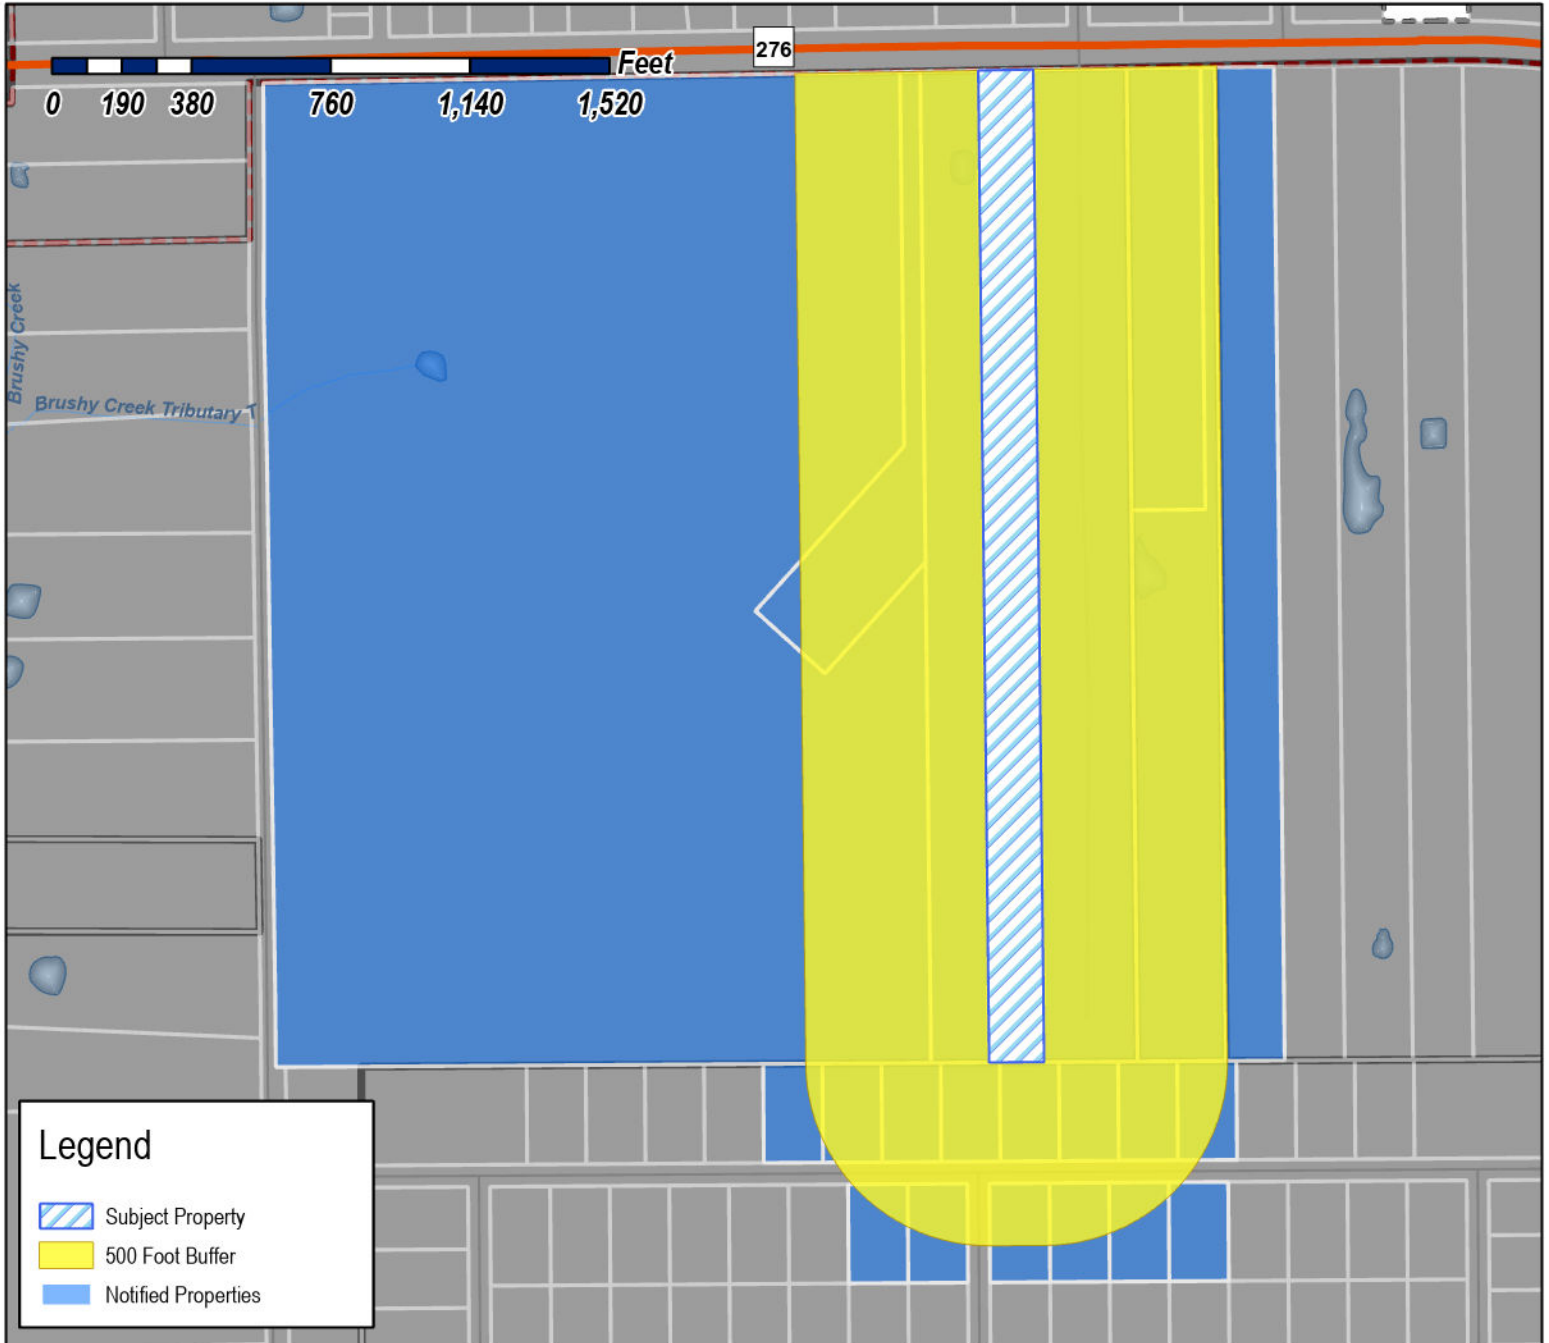 276
Feet
0 190 380 760 1,140 1,520
Brushy Creek
Brushy Creek Tributary T
Legend
Subject Property
500 Foot Buffer
Notified Properties